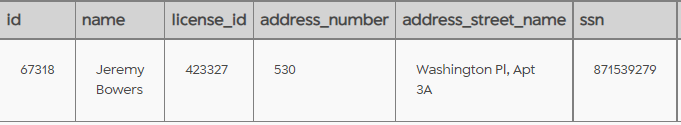 id name license_id address_number address_street_name ssn
67318 Jeremy 423327 530 Washington Pl, Apt 871539279
Bowers 3A